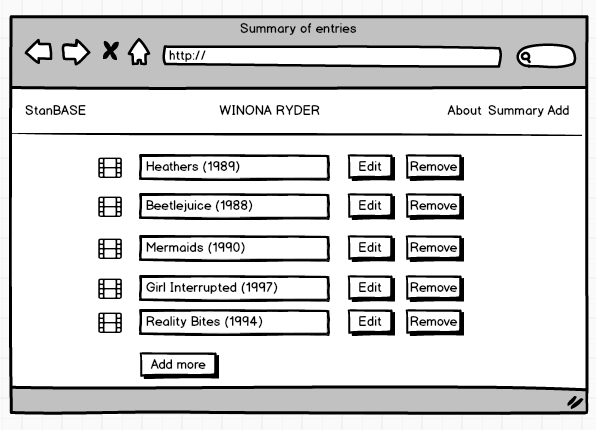 Summary of entries
http://
StanBASE WINONA RYDER About Summary Add
Heathers (1989) Edit Remove
Beetlejuice (1988) Edit Remove
Mermaids (1990) Edit Remove
Girl Interrupted (1997) Edit Remove
Reality Bites (1994) Edit Remove
Add more